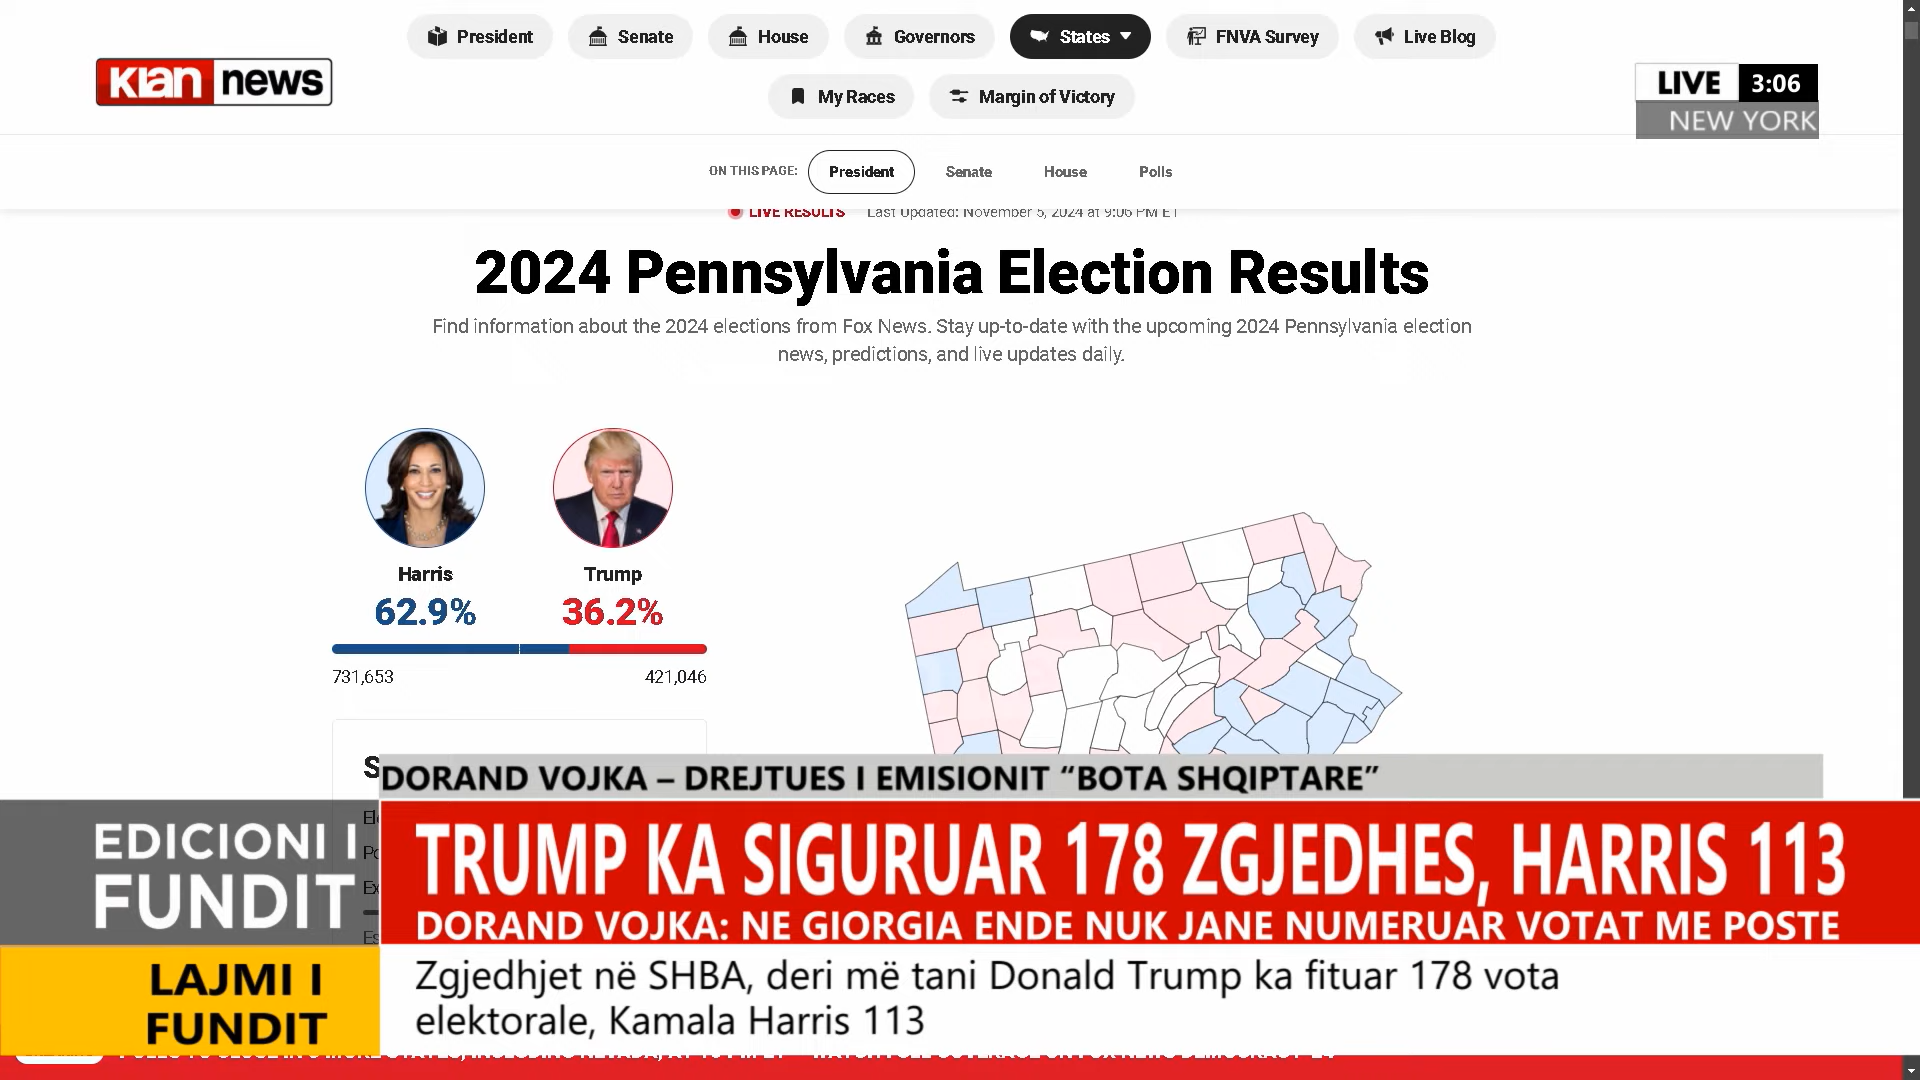 President
Senate
House
Governors
States
FNVA Survey
Live Blog
My Races
Margin of Victory
Klan news
LIVE 3:06
NEW YORK
ON THIS PAGE:
President
Senate
House
Polls
LIVE RESULTS
Last Updated: November 5, 2024 at 9:06 PM ET
2024 Pennsylvania Election Results
Find information about the 2024 elections from Fox News. Stay up-to-date with the upcoming 2024 Pennsylvania election
news, predictions, and live updates daily.
Harris
Trump
62.9%
36.2%
731,653
421,046
DORAND VOJKA – DREJTUES I EMISIONIT “BOTA SHQIPTARE”
EDICIONI I
FUNDIT
TRUMP KA SIGURUAR 178 ZGJEDHES, HARRIS 113
DORAND VOJKA: NE GIORGIA ENDE NUK JANE NUMERUAR VOTAT ME POSTE
LAJMI I
FUNDIT
Zgjedhjet në SHBA, deri më tani Donald Trump ka fituar 178 vota
elektorale, Kamala Harris 113